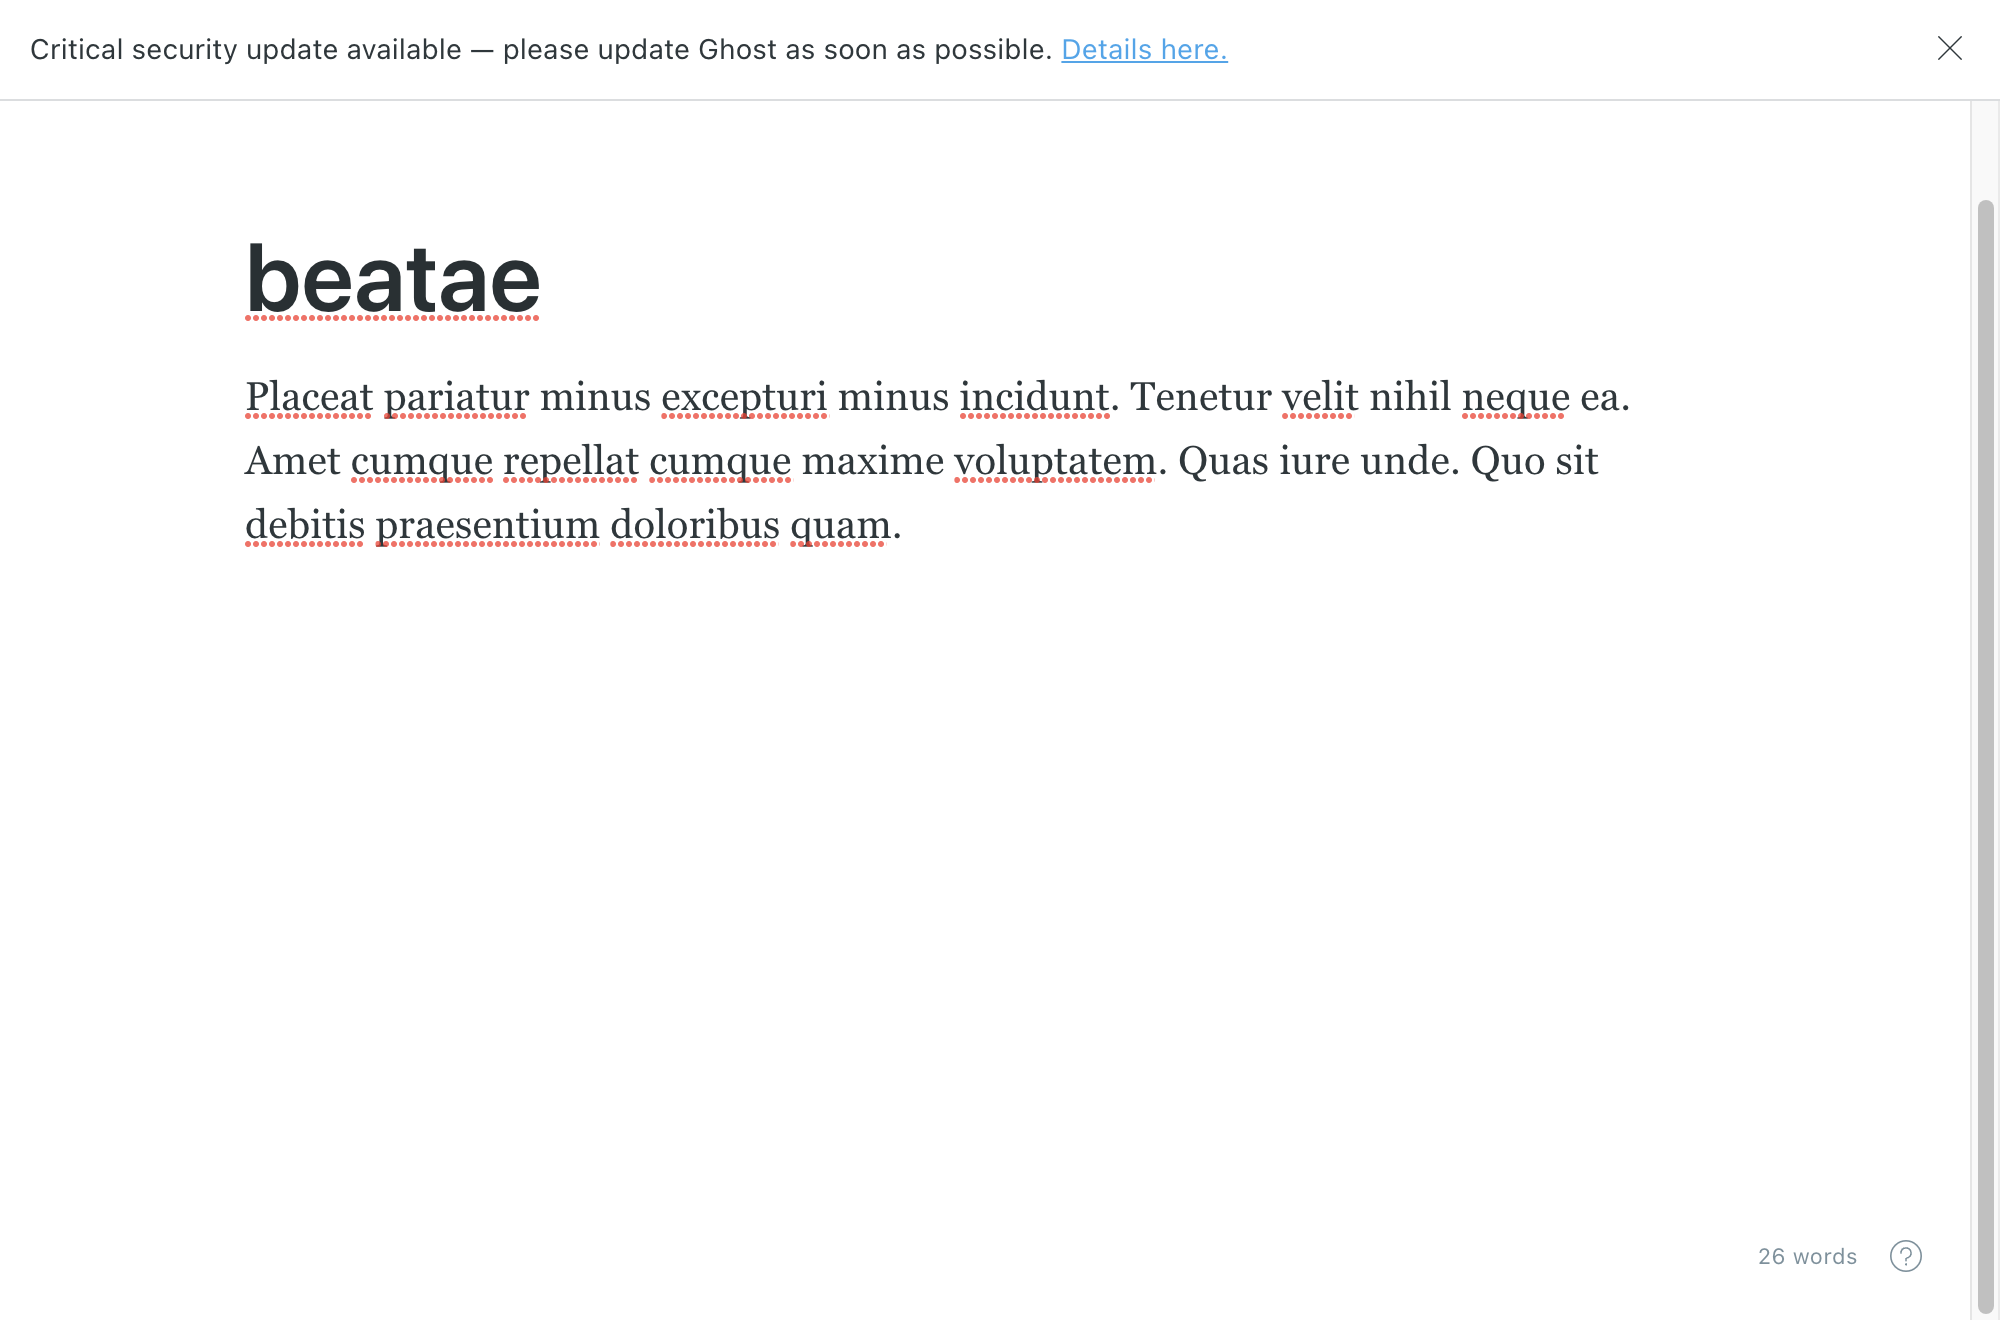 Critical security update available — please update Ghost as soon as possible. Details here.
beatae
Placeat pariatur minus excepturi minus incidunt. Tenetur velit nihil neque ea.
Amet cumque repellat cumque maxime voluptatem. Quas iure unde. Quo sit
debitis praesentium doloribus quam.
26 words
?